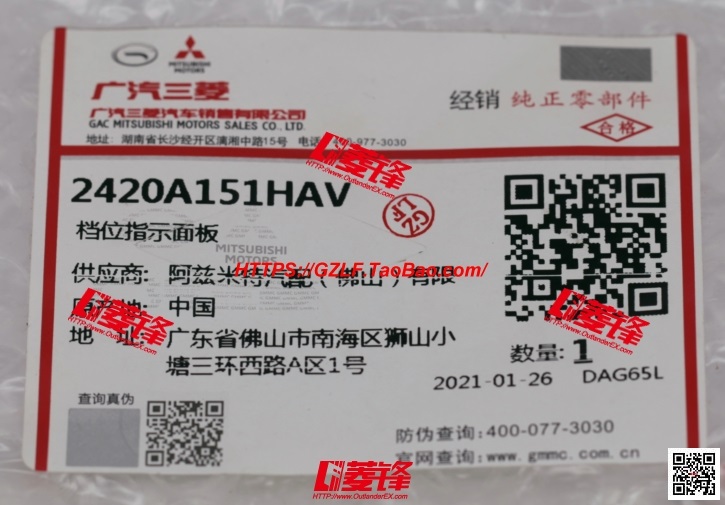 MITSUBISHI
MOTORS
广汽三菱
广汽三菱汽车销售有限公司
GAC MITSUBISHI MOTORS SALES CO., LTD.
地址: 湖南省长沙经开区漓湘中路15号 电话
-977-3030
经销 纯正零部件
合格
菱锋
HTTP://www.OutlanderEX.com
2420A151HAV
档位指示面板
GZ
LF
MITSUBISHI
MOTORS
HTTPS://GZLF.TaoBao.com/
供应商: 阿兹米特汽配(佛山)有限
中国
菱锋
HTTP://www.OutlanderEX.com
菱锋
HTTP://www.OutlanderEX.com
地 址: 广东省佛山市南海区狮山小
塘三环西路A区1号
数量: 1
2021-01-26 DAG65L
查询真伪
防伪查询:400-077-3030
官网查询:www.gmmc.com.cn
菱锋
HTTP://www.OutlanderEX.com